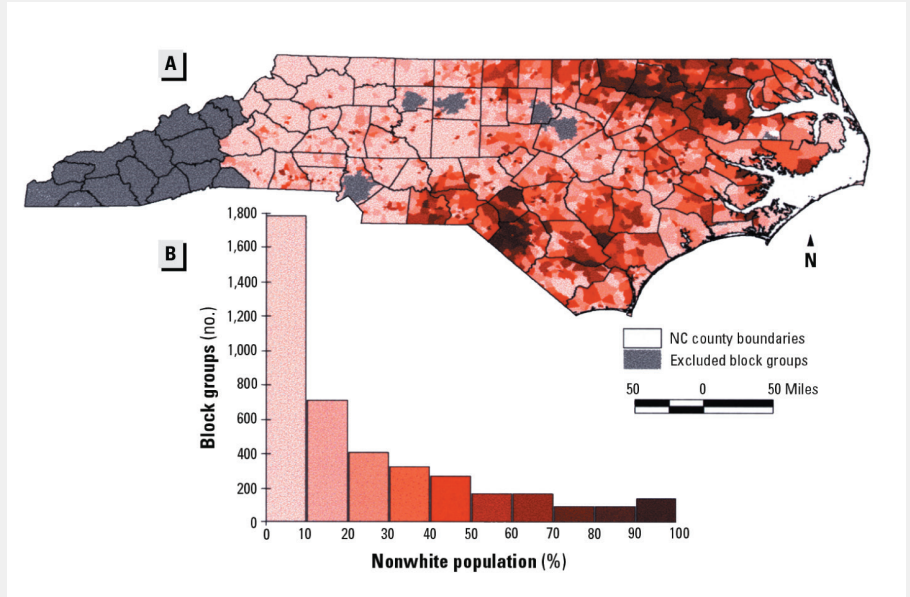 A
B
1,800
1,600
1,400
1,200
1,000
800
600
400
200
0
Block groups (no.)
0 10 20 30 40 50 60 70 80 90 100
Nonwhite population (%)
N
NC county boundaries
Excluded block groups
50 0 50 Miles